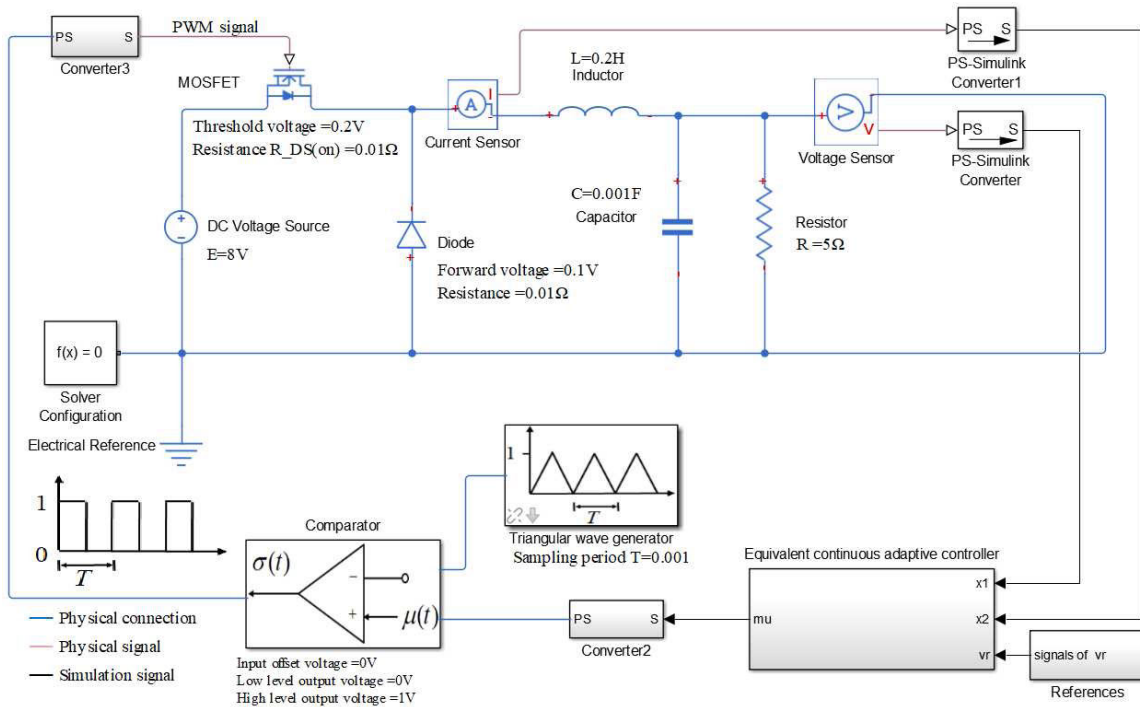 PS S
Converter3
PWM signal
MOSFET
Threshold voltage =0.2V
Resistance R_DS(on) =0.01Ω
+ A I -
Current Sensor
L=0.2H
Inductor
+ -
PS S
PS-Simulink
Converter1
+ V - V
Voltage Sensor
PS S
PS-Simulink
Converter
DC Voltage Source
E=8V
Diode
Forward voltage =0.1V
Resistance =0.01Ω
C=0.001F
Capacitor
Resistor
R =5Ω
f(x) = 0
Solver
Configuration
Electrical Reference
1
0
T
1
T
Triangular wave generator
Sampling period T=0.001
Comparator
σ(t)
−
+
μ(t)
Input offset voltage =0V
Low level output voltage =0V
High level output voltage =1V
PS S
Converter2
Equivalent continuous adaptive controller
mu
x1
x2
vr
signals of vr
References
Physical connection
Physical signal
Simulation signal